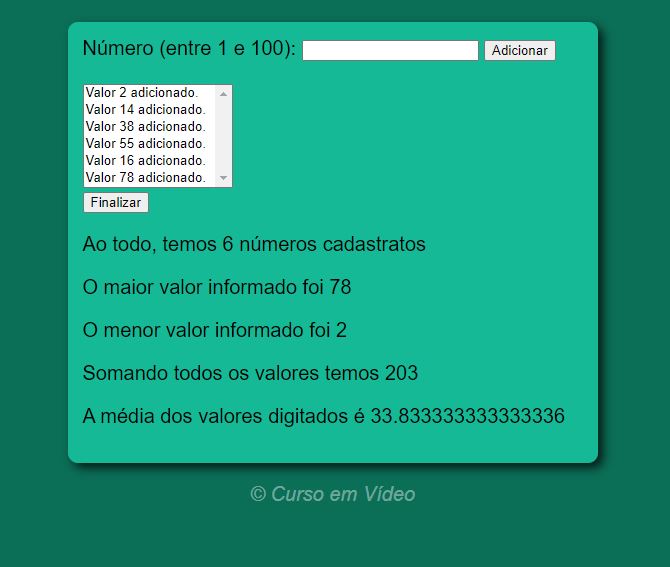 Número (entre 1 e 100): Adicionar
Valor 2 adicionado.
Valor 14 adicionado.
Valor 38 adicionado.
Valor 55 adicionado.
Valor 16 adicionado.
Valor 78 adicionado.
Finalizar
Ao todo, temos 6 números cadastratos
O maior valor informado foi 78
O menor valor informado foi 2
Somando todos os valores temos 203
A média dos valores digitados é 33.833333333333336
© Curso em Vídeo